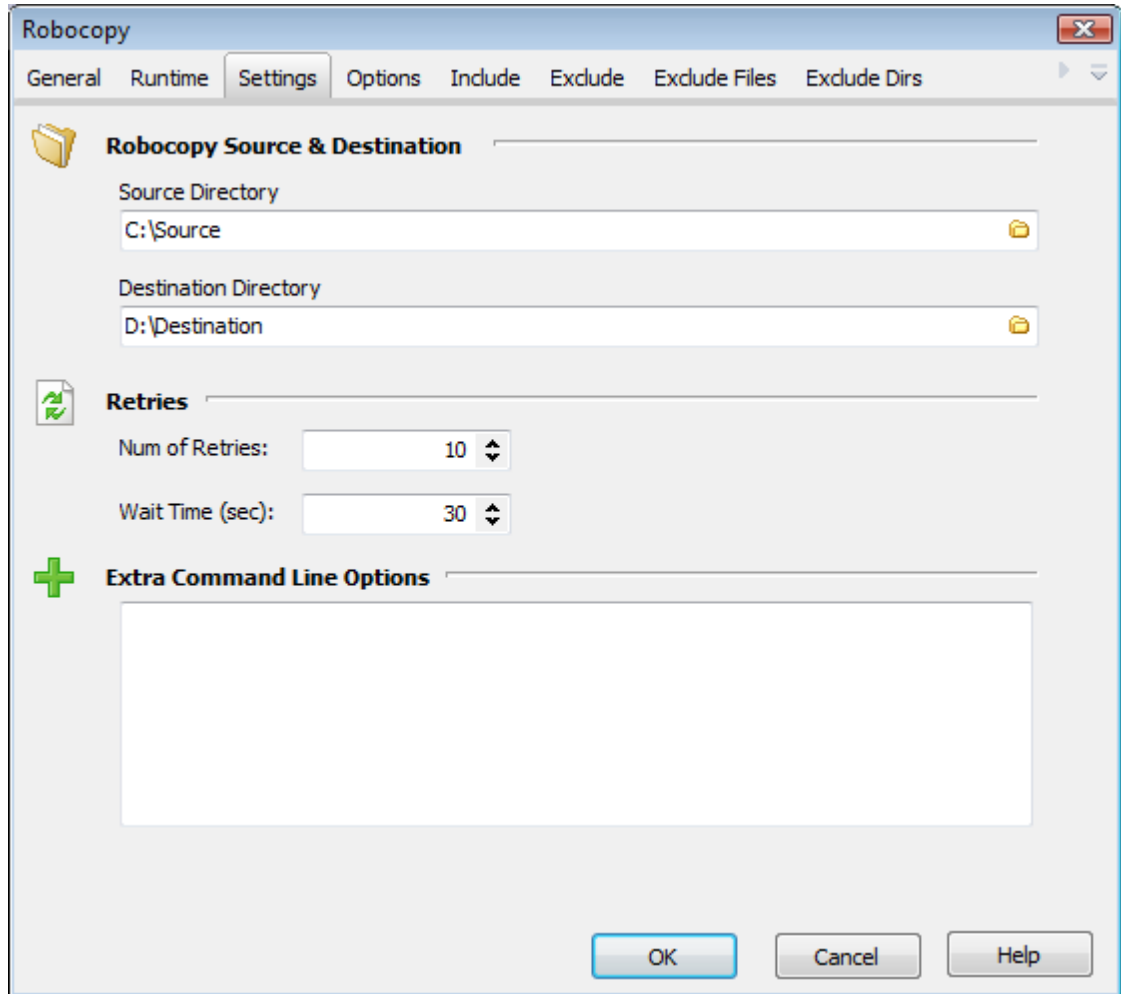 Robocopy
General Runtime Settings Options Include Exclude Exclude Files Exclude Dirs
Robocopy Source & Destination
Source Directory
C:\Source
Destination Directory
D:\Destination
Retries
Num of Retries: 10
Wait Time (sec): 30
Extra Command Line Options
OK Cancel Help